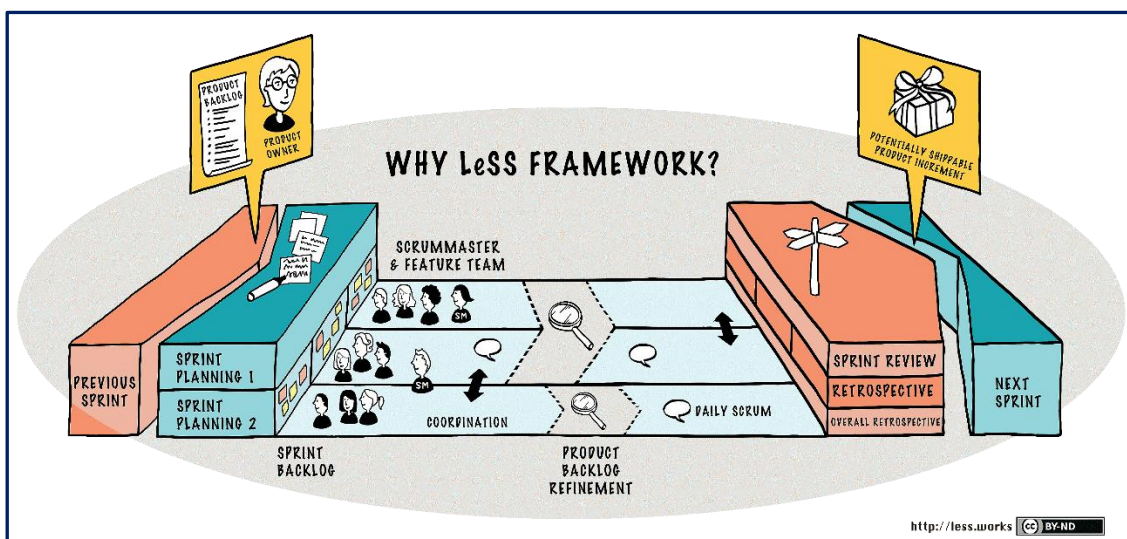 PRODUCT
BACKLOG
PRODUCT
OWNER
POTENTIALLY SHIPPABLE
PRODUCT INCREMENT
WHY LeSS FRAMEWORK?
SCRUMMASTER
& FEATURE TEAM
SM
SM
PREVIOUS
SPRINT
SPRINT
PLANNING 1
SPRINT
PLANNING 2
COORDINATION
DAILY SCRUM
SPRINT
BACKLOG
PRODUCT
BACKLOG
REFINEMENT
SPRINT REVIEW
RETROSPECTIVE
OVERALL RETROSPECTIVE
NEXT
SPRINT
http://less.works
cc BY-ND